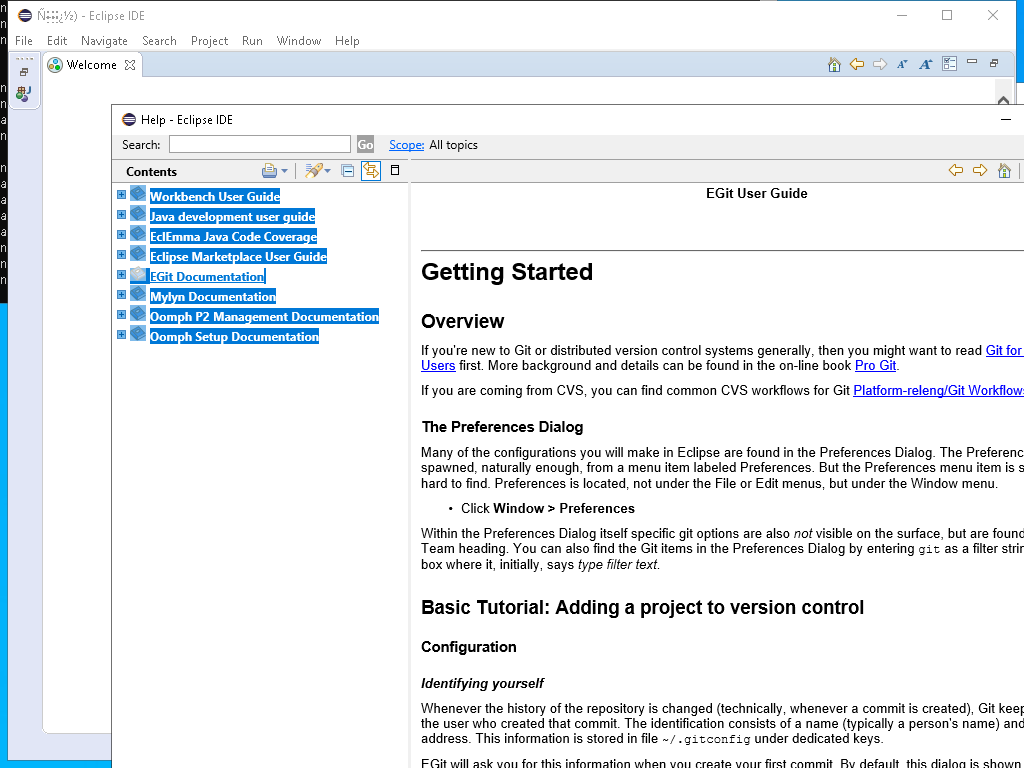 - Eclipse IDE
File Edit Navigate Search Project Run Window Help
Welcome
Help - Eclipse IDE
Search: Go Scope: All topics
Contents
Workbench User Guide
Java development user guide
EclEmma Java Code Coverage
Eclipse Marketplace User Guide
EGit Documentation
Mylyn Documentation
Oomph P2 Management Documentation
Oomph Setup Documentation
EGit User Guide
Getting Started
Overview
If you're new to Git or distributed version control systems generally, then you might want to read Git for
Users first. More background and details can be found in the on-line book Pro Git.
If you are coming from CVS, you can find common CVS workflows for Git Platform-releng/Git Workflows
The Preferences Dialog
Many of the configurations you will make in Eclipse are found in the Preferences Dialog. The Preferenc
spawned, naturally enough, from a menu item labeled Preferences. But the Preferences menu item is s
hard to find. Preferences is located, not under the File or Edit menus, but under the Window menu.
• Click Window > Preferences
Within the Preferences Dialog itself specific git options are also not visible on the surface, but are found
Team heading. You can also find the Git items in the Preferences Dialog by entering git as a filter strin
box where it, initially, says type filter text.
Basic Tutorial: Adding a project to version control
Configuration
Identifying yourself
Whenever the history of the repository is changed (technically, whenever a commit is created), Git keep
the user who created that commit. The identification consists of a name (typically a person's name) and
address. This information is stored in file ~/.gitconfig under dedicated keys.
EGit will ask you for this information when you create your first commit. By default, this dialog is shown